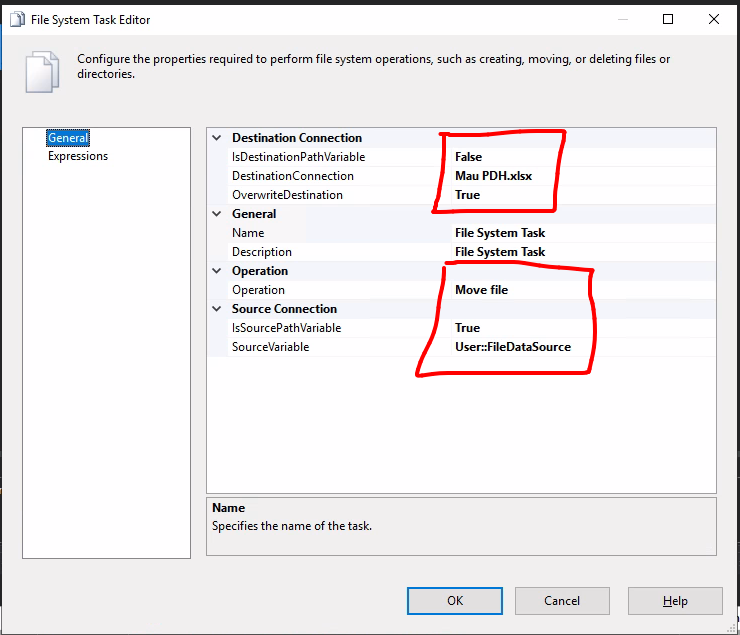 File System Task Editor
Configure the properties required to perform file system operations, such as creating, moving, or deleting files or
directories.
General
Expressions
Destination Connection
IsDestinationPathVariable False
DestinationConnection Mau PDH.xlsx
OverwriteDestination True
General
Name File System Task
Description File System Task
Operation
Operation Move file
Source Connection
IsSourcePathVariable True
SourceVariable User::FileDataSource
Name
Specifies the name of the task.
OK Cancel Help